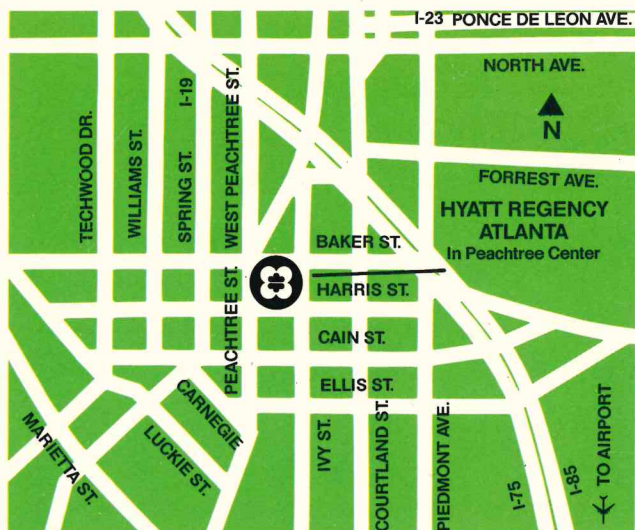 I-23 PONCE DE LEON AVE.
NORTH AVE.
N
FORREST AVE.
HYATT REGENCY
ATLANTA
In Peachtree Center
TECHWOOD DR.
WILLIAMS ST.
SPRING ST. I-19
WEST PEACHTREE ST.
BAKER ST.
HARRIS ST.
PEACHTREE ST.
CAIN ST.
ELLIS ST.
CARNEGIE
LUCKIE ST.
MARIETTA ST.
IVY ST.
COURTLAND ST.
PIEDMONT AVE.
I-75
I-85
TO AIRPORT